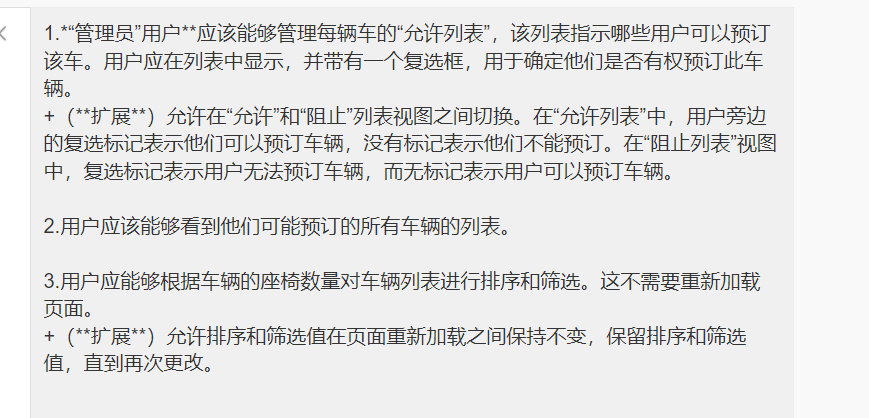 1.*“管理员”用户**应该能够管理每辆车的“允许列表”，该列表指示哪些用户可以预订
该车。用户应在列表中显示，并带有一个复选框，用于确定他们是否有权预订此车
辆。
+（**扩展**）允许在“允许”和“阻止”列表视图之间切换。在“允许列表”中，用户旁边
的复选标记表示他们可以预订车辆，没有标记表示他们不能预订。在“阻止列表”视图
中，复选标记表示用户无法预订车辆，而无标记表示用户可以预订车辆。
2.用户应该能够看到他们可能预订的所有车辆的列表。
3.用户应能够根据车辆的座椅数量对车辆列表进行排序和筛选。这不需要重新加载
页面。
+（**扩展**）允许排序和筛选值在页面重新加载之间保持不变，保留排序和筛选
值，直到再次更改。